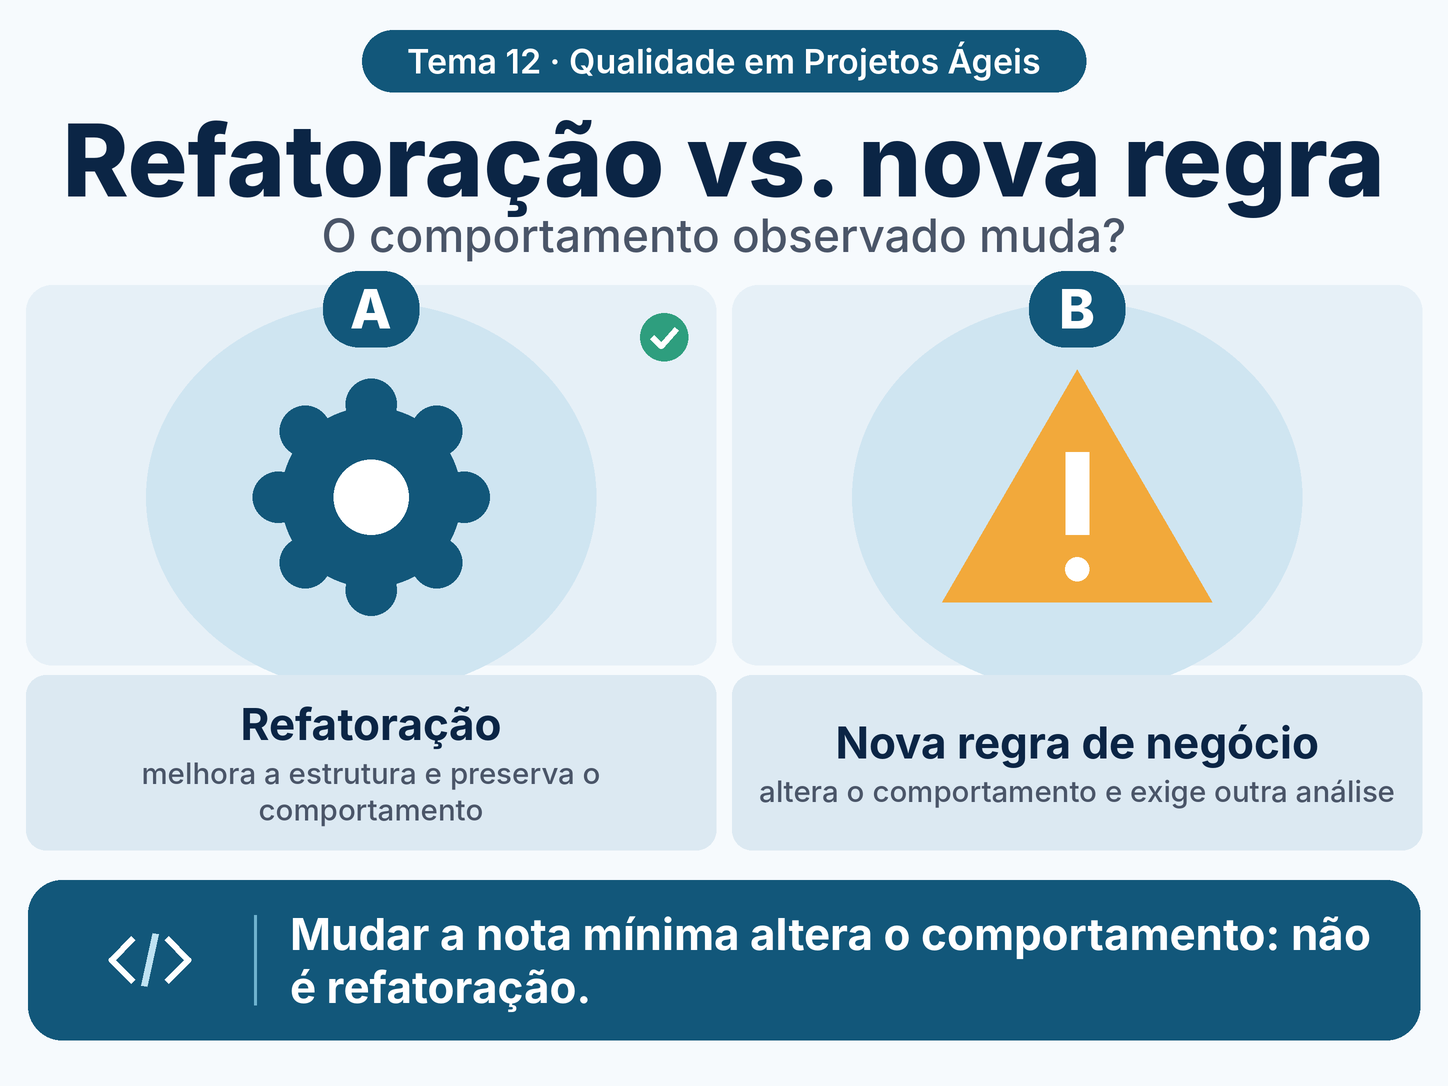 Tema 12 · Qualidade em Projetos Ágeis
Refatoração vs. nova regra
O comportamento observado muda?
A
B
Refatoração
melhora a estrutura e preserva o
comportamento
Nova regra de negócio
altera o comportamento e exige outra análise
</>
Mudar a nota mínima altera o comportamento: não
é refatoração.